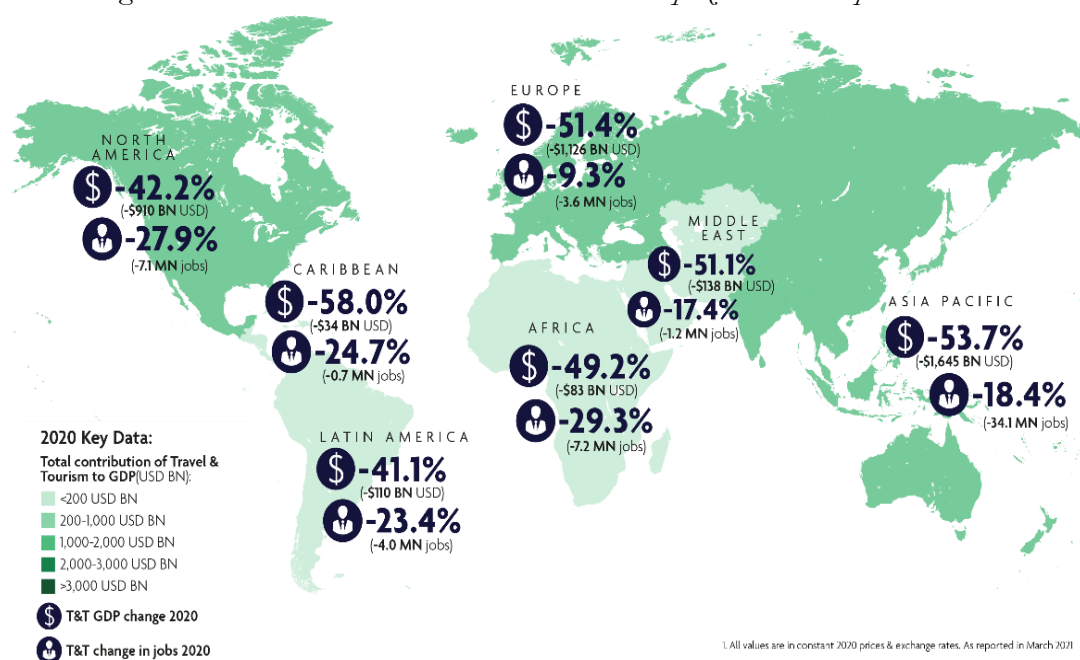 EUROPE
-51.4%
(-$1,126 BN USD)
-9.3%
(-3.6 MN jobs)
NORTH
AMERICA
-42.2%
(-$910 BN USD)
-27.9%
(-7.1 MN jobs)
MIDDLE
EAST
-51.1%
(-$138 BN USD)
-17.4%
(-1.2 MN jobs)
CARIBBEAN
-58.0%
(-$34 BN USD)
-24.7%
(-0.7 MN jobs)
AFRICA
-49.2%
(-$83 BN USD)
-29.3%
(-7.2 MN jobs)
ASIA PACIFIC
-53.7%
(-$1,645 BN USD)
-18.4%
(-34.1 MN jobs)
LATIN AMERICA
-41.1%
(-$110 BN USD)
-23.4%
(-4.0 MN jobs)
2020 Key Data:
Total contribution of Travel &
Tourism to GDP(USD BN):
<200 USD BN
200-1,000 USD BN
1,000-2,000 USD BN
2,000-3,000 USD BN
>3,000 USD BN
$ T&T GDP change 2020
T&T change in jobs 2020
1. All values are in constant 2020 prices & exchange rates. As reported in March 2021